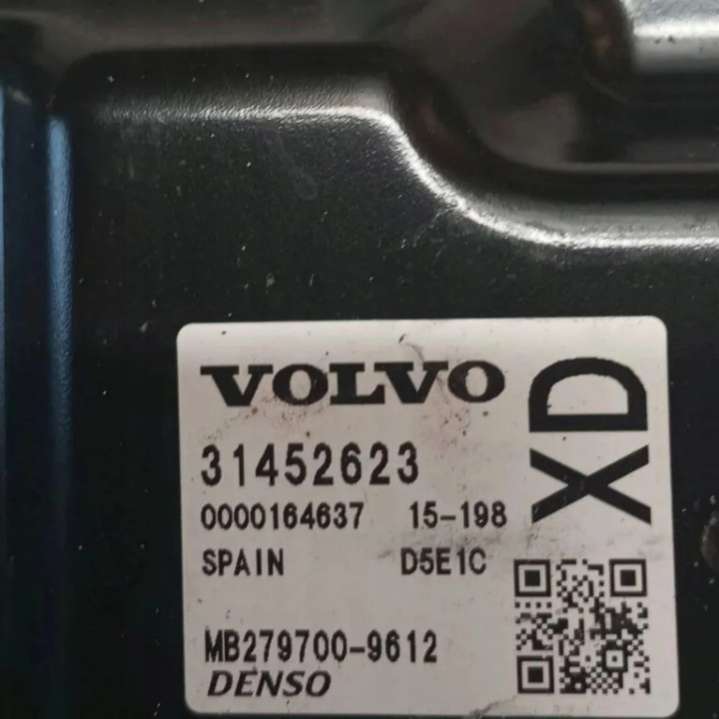 VOLVO
31452623
0000164637 15-198
SPAIN D5E1C
MB279700-9612
DENSO
XD